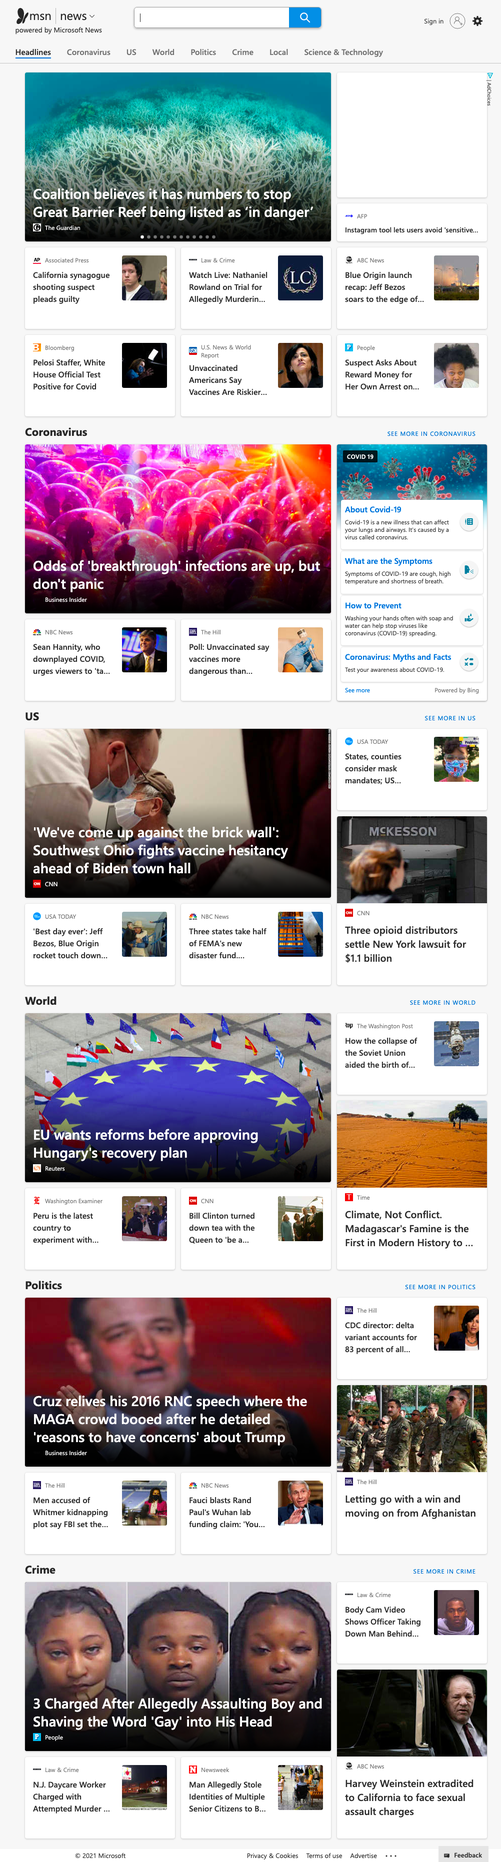 msn | news
powered by Microsoft News
Sign in
Headlines Coronavirus US World Politics Crime Local Science & Technology
AdChoices
Coalition believes it has numbers to stop
Great Barrier Reef being listed as 'in danger'
The Guardian
AFP
Instagram tool lets users avoid 'sensitive...
AP Associated Press
California synagogue
shooting suspect
pleads guilty
Law & Crime
Watch Live: Nathaniel
Rowland on Trial for
Allegedly Murderin...
LC
ABC News
Blue Origin launch
recap: Jeff Bezos
soars to the edge of...
Bloomberg
Pelosi Staffer, White
House Official Test
Positive for Covid
U.S. News & World
Report
Unvaccinated
Americans Say
Vaccines Are Riskier...
People
Suspect Asks About
Reward Money for
Her Own Arrest on...
Coronavirus
SEE MORE IN CORONAVIRUS
Odds of 'breakthrough' infections are up, but
don't panic
Business Insider
COVID 19
About Covid-19
Covid-19 is a new illness that can affect
your lungs and airways. It's caused by a
virus called coronavirus.
What are the Symptoms
Symptoms of COVID-19 are cough, high
temperature and shortness of breath.
How to Prevent
Washing your hands often with soap and
water can help stop viruses like
coronavirus (COVID-19) spreading.
Coronavirus: Myths and Facts
Test your awareness about COVID-19.
See more
Powered by Bing
NBC News
Sean Hannity, who
downplayed COVID,
urges viewers to 'ta...
The Hill
Poll: Unvaccinated say
vaccines more
dangerous than...
US
SEE MORE IN US
'We've come up against the brick wall':
Southwest Ohio fights vaccine hesitancy
ahead of Biden town hall
CNN
USA TODAY
States, counties
consider mask
mandates; US...
McKESSON
CNN
Three opioid distributors
settle New York lawsuit for
$1.1 billion
USA TODAY
'Best day ever': Jeff
Bezos, Blue Origin
rocket touch down...
NBC News
Three states take half
of FEMA's new
disaster fund....
World
SEE MORE IN WORLD
EU wants reforms before approving
Hungary's recovery plan
Reuters
The Washington Post
How the collapse of
the Soviet Union
aided the birth of...
Time
Climate, Not Conflict.
Madagascar's Famine is the
First in Modern History to ...
Washington Examiner
Peru is the latest
country to
experiment with...
CNN
Bill Clinton turned
down tea with the
Queen to 'be a...
Politics
SEE MORE IN POLITICS
Cruz relives his 2016 RNC speech where the
MAGA crowd booed after he detailed
'reasons to have concerns' about Trump
Business Insider
The Hill
CDC director: delta
variant accounts for
83 percent of all...
The Hill
Letting go with a win and
moving on from Afghanistan
The Hill
Men accused of
Whitmer kidnapping
plot say FBI set the...
NBC News
Fauci blasts Rand
Paul's Wuhan lab
funding claim: 'You...
Crime
SEE MORE IN CRIME
3 Charged After Allegedly Assaulting Boy and
Shaving the Word 'Gay' into His Head
People
Law & Crime
Body Cam Video
Shows Officer Taking
Down Man Behind...
ABC News
Harvey Weinstein extradited
to California to face sexual
assault charges
Law & Crime
N.J. Daycare Worker
Charged with
Attempted Murder ...
Newsweek
Man Allegedly Stole
Identities of Multiple
Senior Citizens to B...
© 2021 Microsoft
Privacy & Cookies Terms of use Advertise ...
Feedback